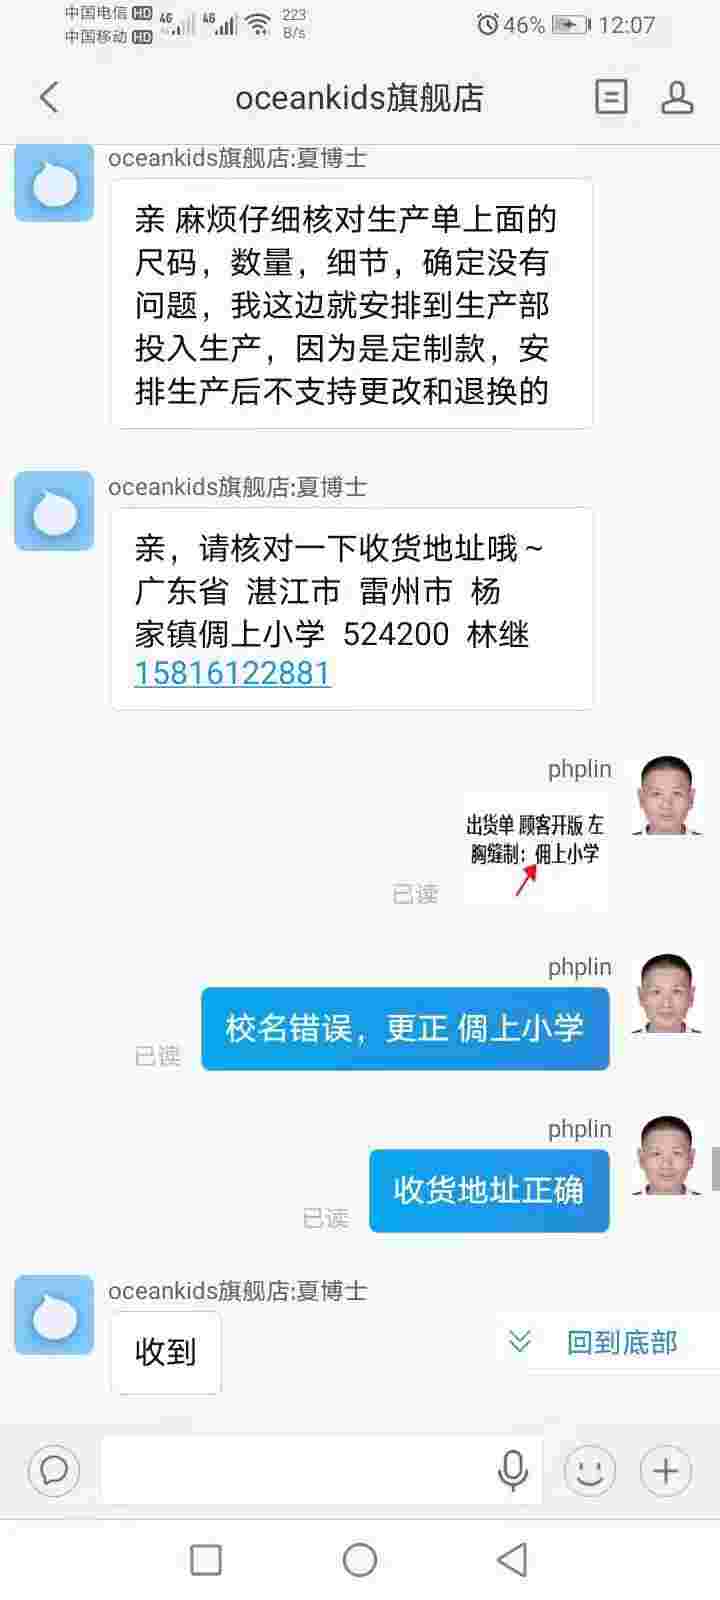 中国电信 HD 4G 4G 223 46% 12:07
中国移动 HD B/s
oceankids旗舰店
oceankids旗舰店:夏博士
亲 麻烦仔细核对生产单上面的
尺码，数量，细节，确定没有
问题，我这边就安排到生产部
投入生产，因为是定制款，安
排生产后不支持更改和退换的
oceankids旗舰店:夏博士
亲，请核对一下收货地址哦～
广东省 湛江市 雷州市 杨
家镇倜上小学 524200 林继
15816122881
phplin
出货单 顾客开版 左
胸缝制：佣上小学
已读
phplin
校名错误，更正 倜上小学
已读
phplin
收货地址正确
已读
oceankids旗舰店:夏博士
收到
回到底部